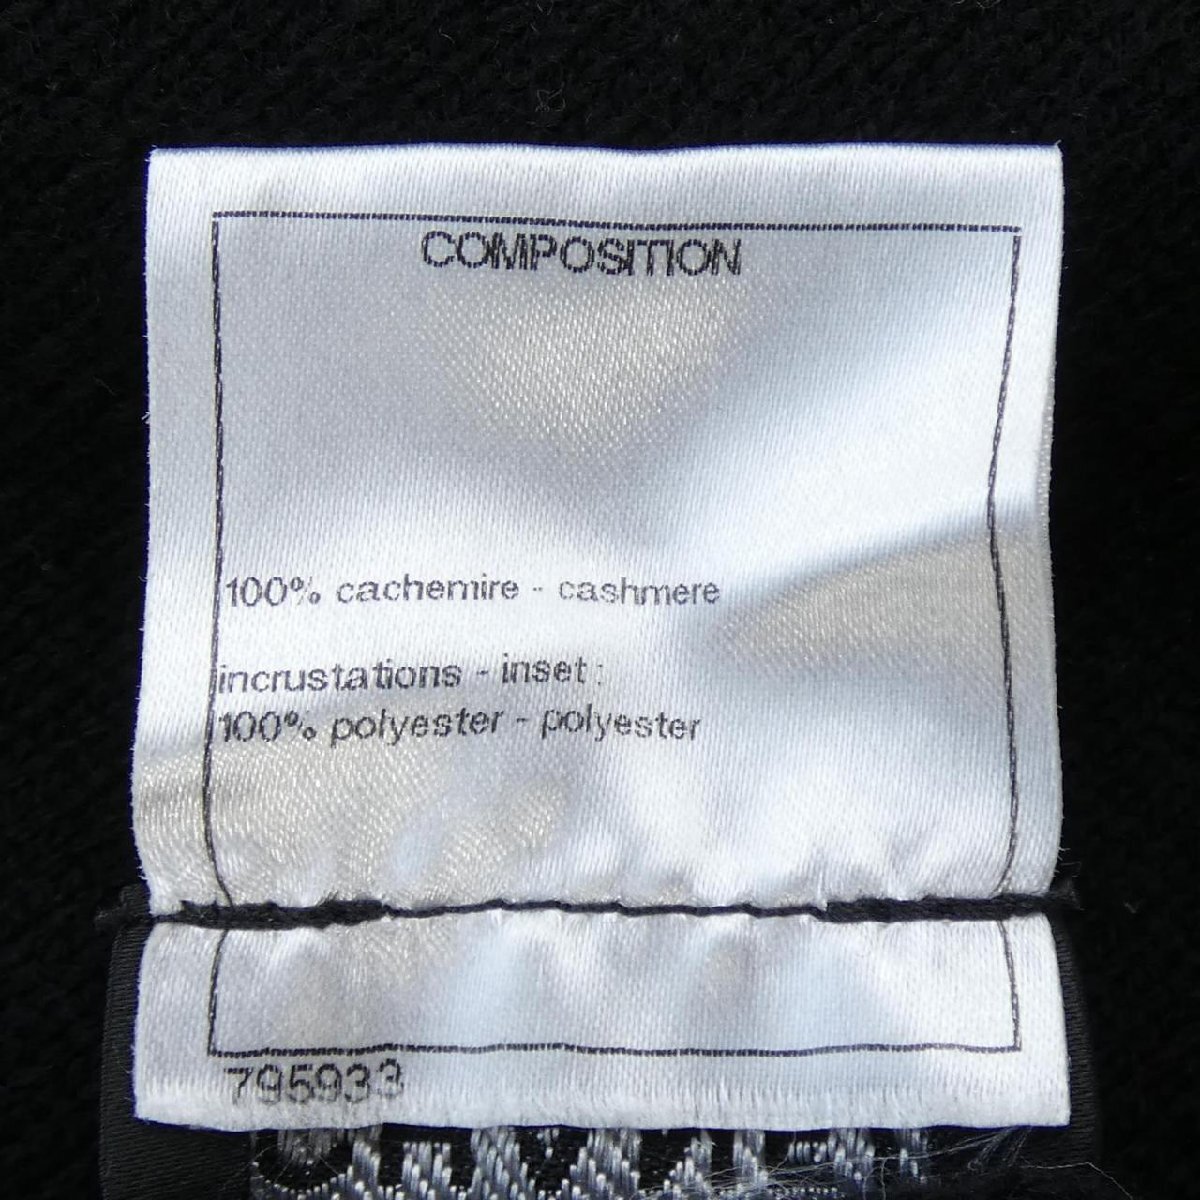 COMPOSITION
100% cachemire - cashmere
incrustations - inset :
100% polyester - polyester
795933